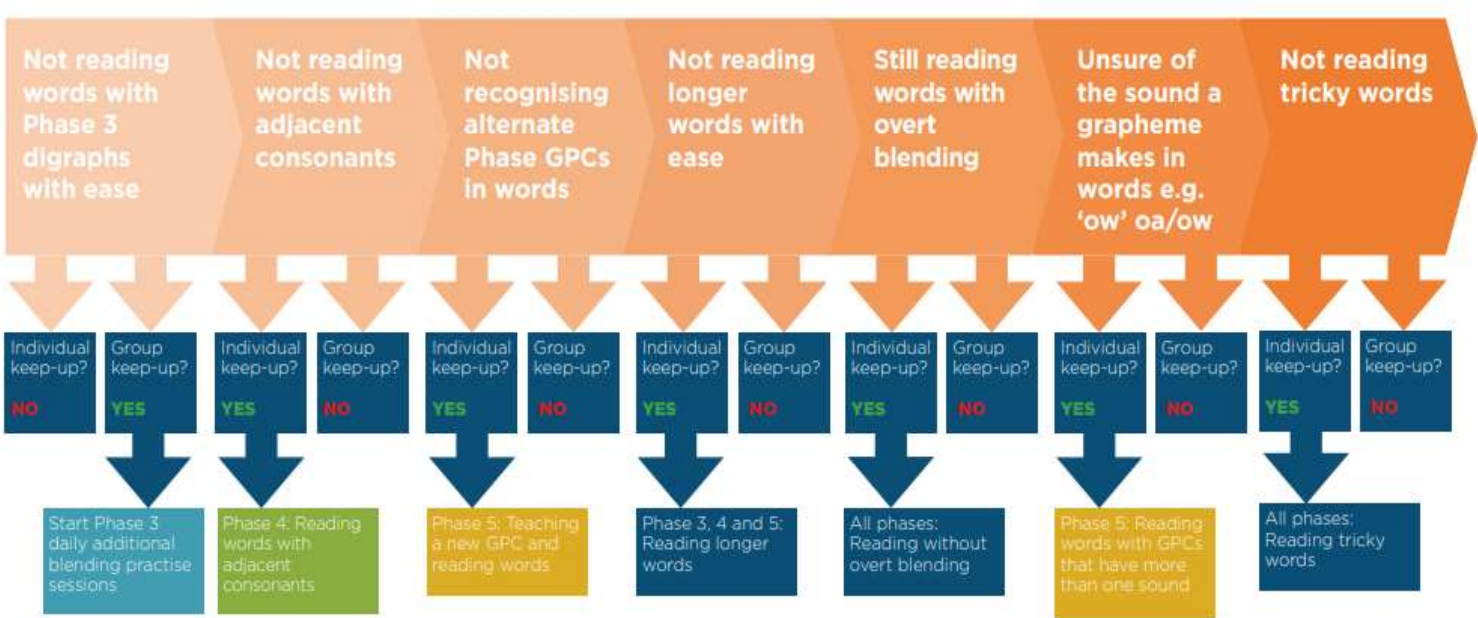 Not reading
words with
Phase 3
digraphs
with ease
Not reading
words with
adjacent
consonants
Not
recognising
alternate
Phase GPCs
in words
Not reading
longer
words with
ease
Still reading
words with
overt
blending
Unsure of
the sound a
grapheme
makes in
words e.g.
‘ow’ oa/ow
Not reading
tricky words
Individual
keep-up?
NO
Group
keep-up?
YES
Individual
keep-up?
YES
Group
keep-up?
NO
Individual
keep-up?
YES
Group
keep-up?
NO
Individual
keep-up?
YES
Group
keep-up?
NO
Individual
keep-up?
YES
Group
keep-up?
NO
Individual
keep-up?
YES
Group
keep-up?
NO
Individual
keep-up?
YES
Group
keep-up?
NO
Start Phase 3
daily additional
blending practise
sessions
Phase 4: Reading
words with
adjacent
consonants
Phase 5: Teaching
a new GPC and
reading words
Phase 3, 4 and 5:
Reading longer
words
All phases:
Reading without
overt blending
Phase 5: Reading
words with GPCs
that have more
than one sound
All phases:
Reading tricky
words